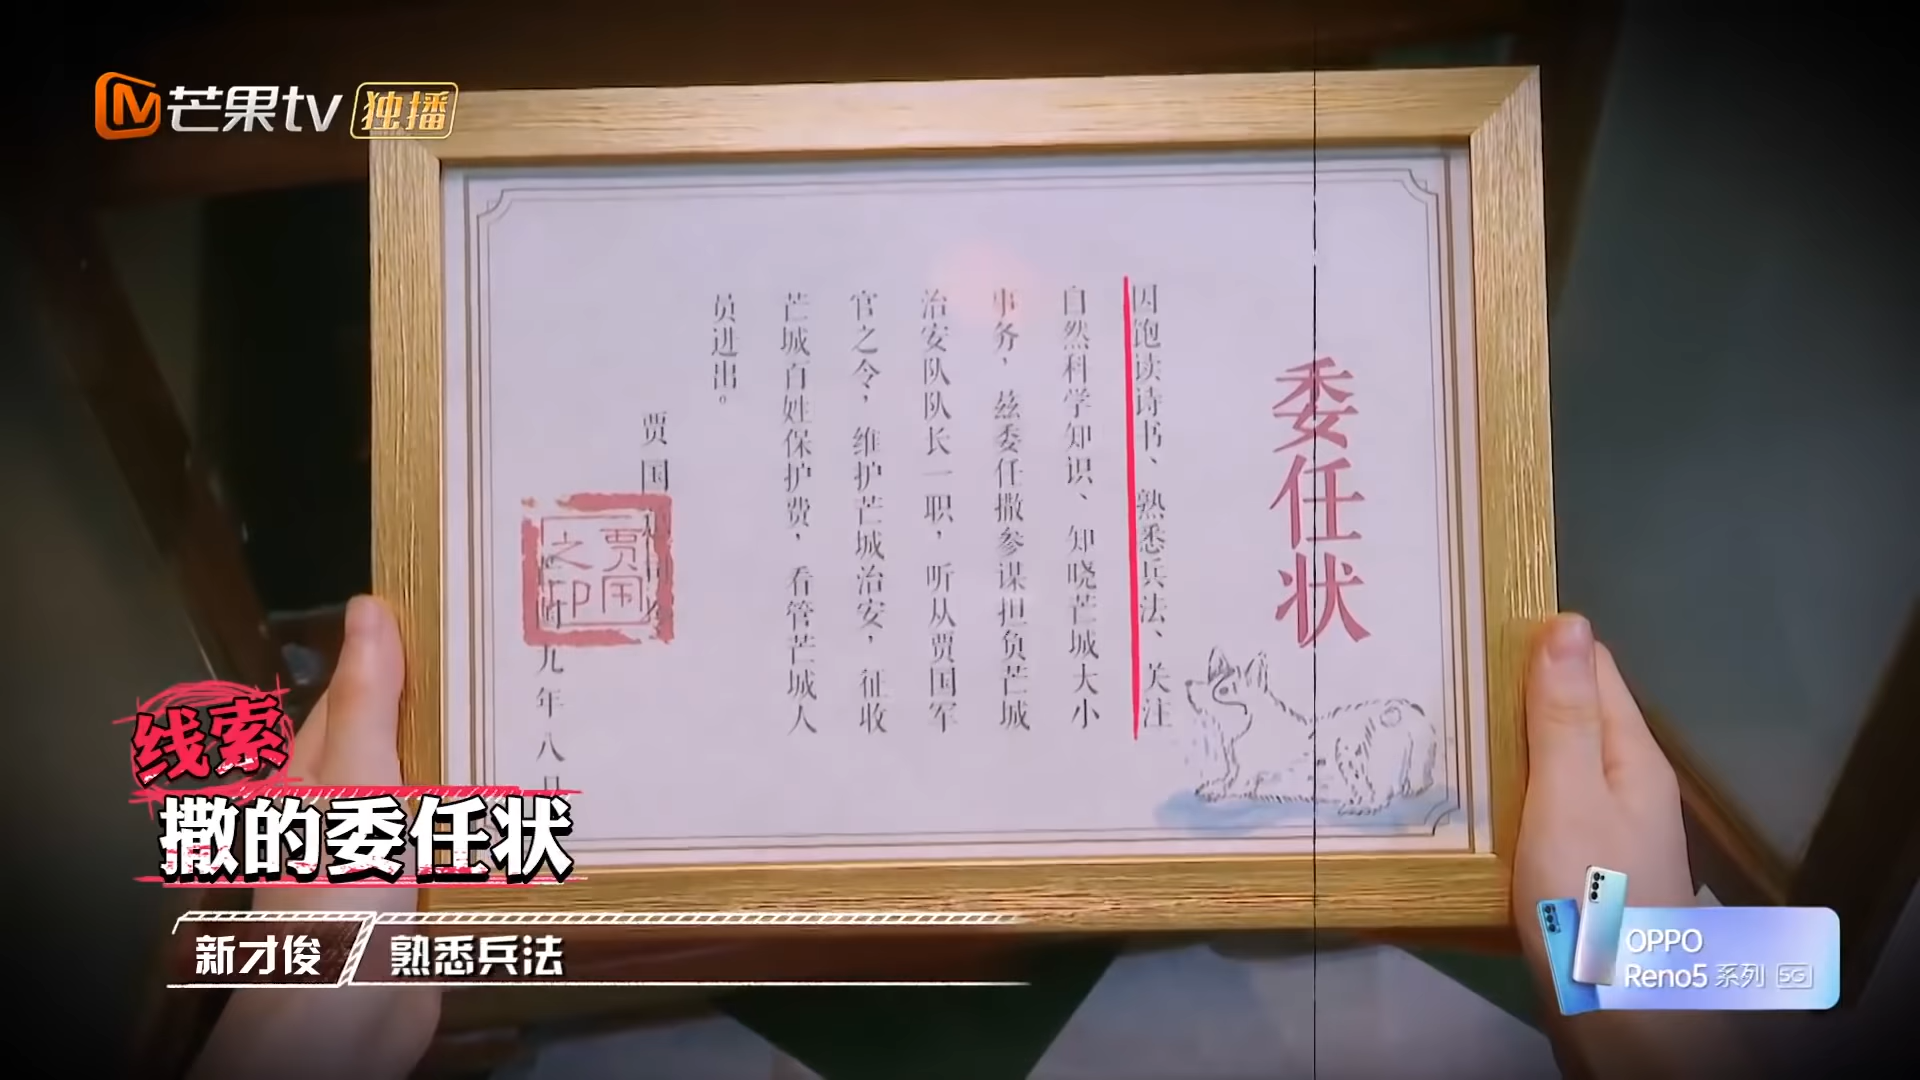 芒果tv 独播
委任状
因饱读诗书、熟悉兵法、关注
自然科学知识、知晓芒城大小
事务，兹委任撒参谋担负芒城
治安队队长一职，听从贾国军
官之令，维护芒城治安，征收
芒城百姓保护费，看管芒城人
员进出。
贾国
九年八月
贾国之印
线索
撒的委任状
新才俊 熟悉兵法
OPPO
Reno5 系列 5G